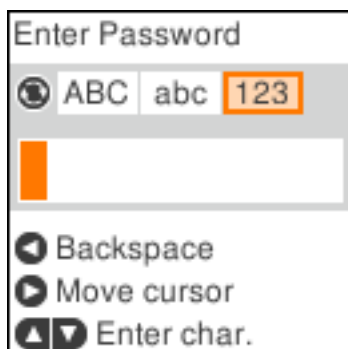 Enter Password
ABC abc 123
Backspace
Move cursor
Enter char.